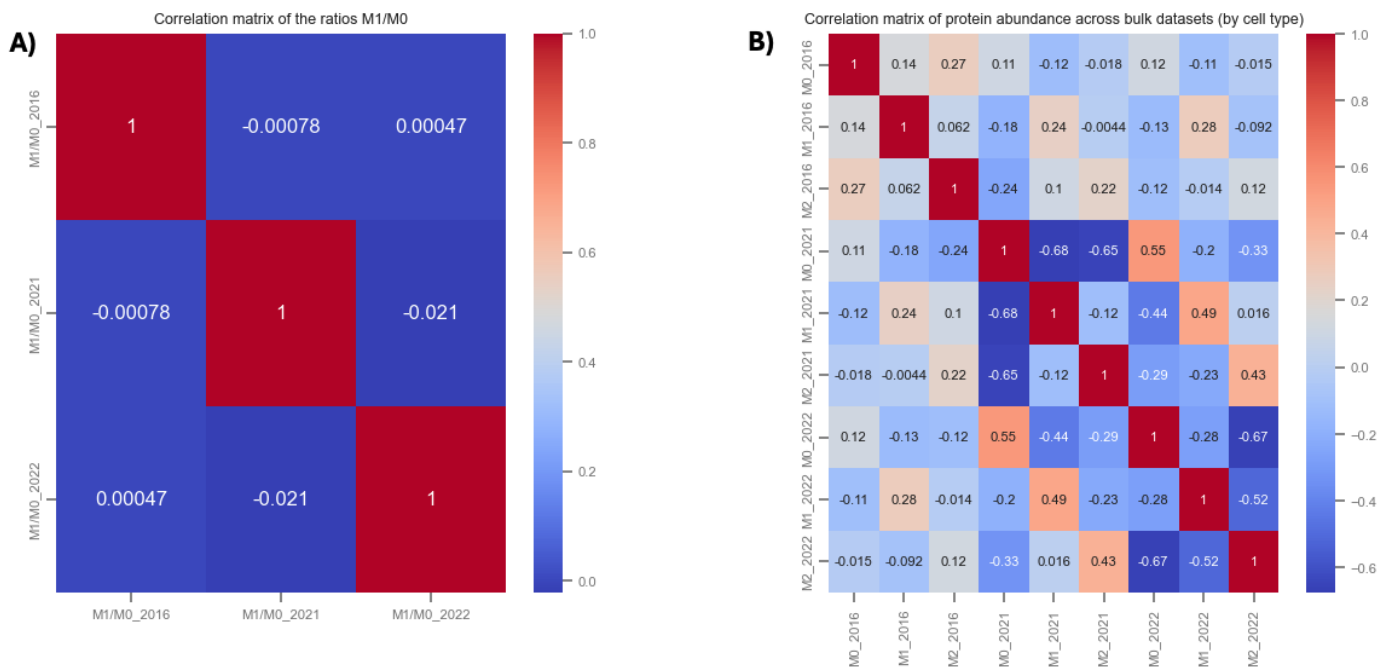 A)
Correlation matrix of the ratios M1/M0
M1/M0_2016
M1/M0_2021
M1/M0_2022
1 -0.00078 0.00047
-0.00078 1 -0.021
0.00047 -0.021 1
M1/M0_2016 M1/M0_2021 M1/M0_2022
1.0
0.8
0.6
0.4
0.2
0.0
B)
Correlation matrix of protein abundance across bulk datasets (by cell type)
M0_2016 1 0.14 0.27 0.11 -0.12 -0.018 0.12 -0.11 -0.015
M1_2016 0.14 1 0.062 -0.18 0.24 -0.0044 -0.13 0.28 -0.092
M2_2016 0.27 0.062 1 -0.24 0.1 0.22 -0.12 -0.014 0.12
M0_2021 0.11 -0.18 -0.24 1 -0.68 -0.65 0.55 -0.2 -0.33
M1_2021 -0.12 0.24 0.1 -0.68 1 -0.12 -0.44 0.49 0.016
M2_2021 -0.018 -0.0044 0.22 -0.65 -0.12 1 -0.29 -0.23 0.43
M0_2022 0.12 -0.13 -0.12 0.55 -0.44 -0.29 1 -0.28 -0.67
M1_2022 -0.11 0.28 -0.014 -0.2 0.49 -0.23 -0.28 1 -0.52
M2_2022 -0.015 -0.092 0.12 -0.33 0.016 0.43 -0.67 -0.52 1
M0_2016 M1_2016 M2_2016 M0_2021 M1_2021 M2_2021 M0_2022 M1_2022 M2_2022
1.0
0.8
0.6
0.4
0.2
0.0
−0.2
−0.4
−0.6